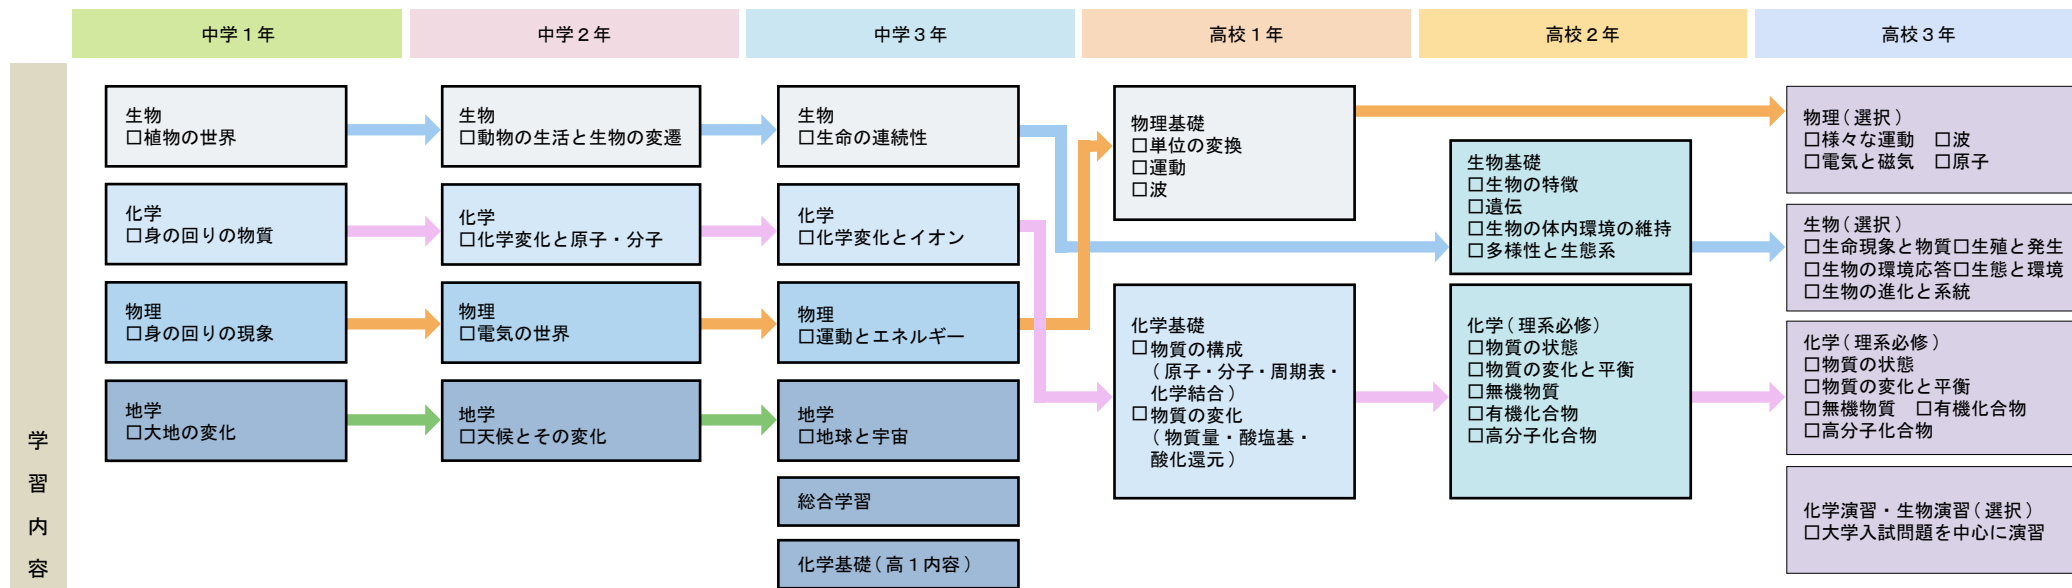 中学１年
中学２年
中学３年
高校１年
高校２年
高校３年
学習内容
生物
□植物の世界
化学
□身の回りの物質
物理
□身の回りの現象
地学
□大地の変化
生物
□動物の生活と生物の変遷
化学
□化学変化と原子・分子
物理
□電気の世界
地学
□天候とその変化
生物
□生命の連続性
化学
□化学変化とイオン
物理
□運動とエネルギー
地学
□地球と宇宙
総合学習
化学基礎（高１内容）
物理基礎
□単位の変換
□運動
□波
化学基礎
□物質の構成
（原子・分子・周期表・
化学結合）
□物質の変化
（物質量・酸塩基・
酸化還元）
生物基礎
□生物の特徴
□遺伝
□生物の体内環境の維持
□多様性と生態系
化学（理系必修）
□物質の状態
□物質の変化と平衡
□無機物質
□有機化合物
□高分子化合物
物理（選択）
□様々な運動　□波
□電気と磁気　□原子
生物（選択）
□生命現象と物質□生殖と発生
□生物の環境応答□生態と環境
□生物の進化と系統
化学（理系必修）
□物質の状態
□物質の変化と平衡
□無機物質　□有機化合物
□高分子化合物
化学演習・生物演習（選択）
□大学入試問題を中心に演習